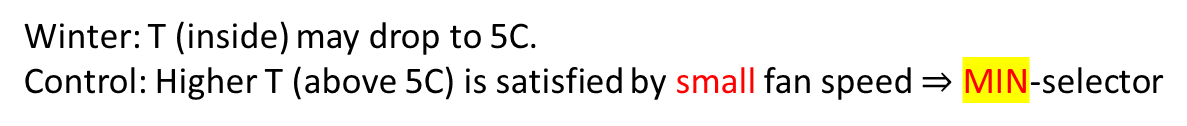 Winter: T (inside) may drop to 5C.
Control: Higher T (above 5C) is satisfied by small fan speed ⇒ MIN-selector